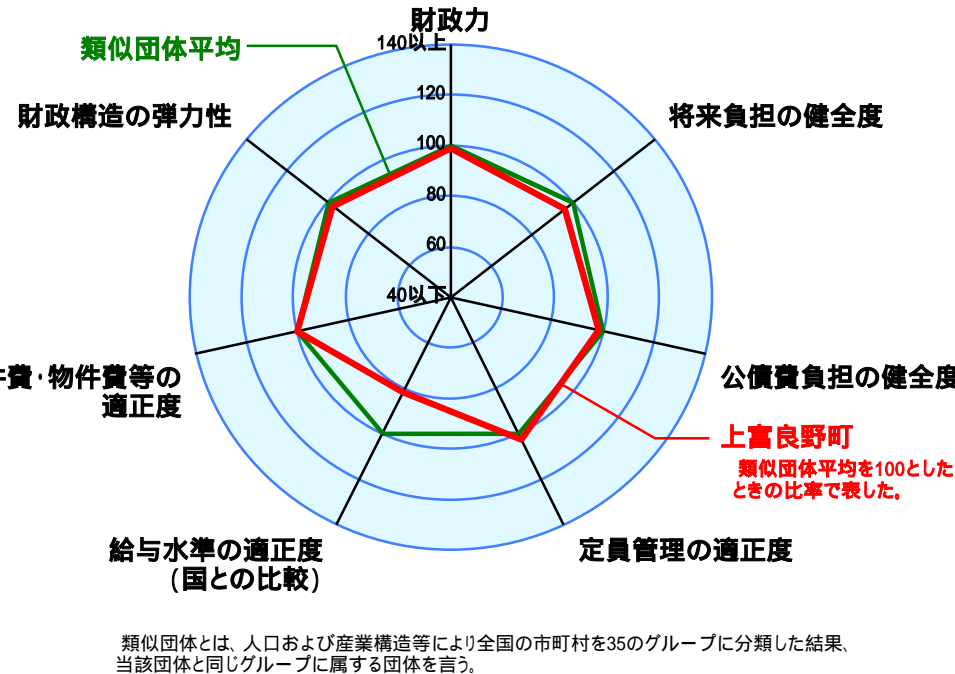 財政力
140以上
類似団体平均
120
財政構造の弾力性
将来負担の健全度
100
80
60
40以下
件費・物件費等の
適正度
公債費負担の健全度
上富良野町
類似団体平均を100とした
ときの比率で表した。
給与水準の適正度
(国との比較)
定員管理の適正度
類似団体とは、人口および産業構造等により全国の市町村を35のグループに分類した結果、
当該団体と同じグループに属する団体を言う。